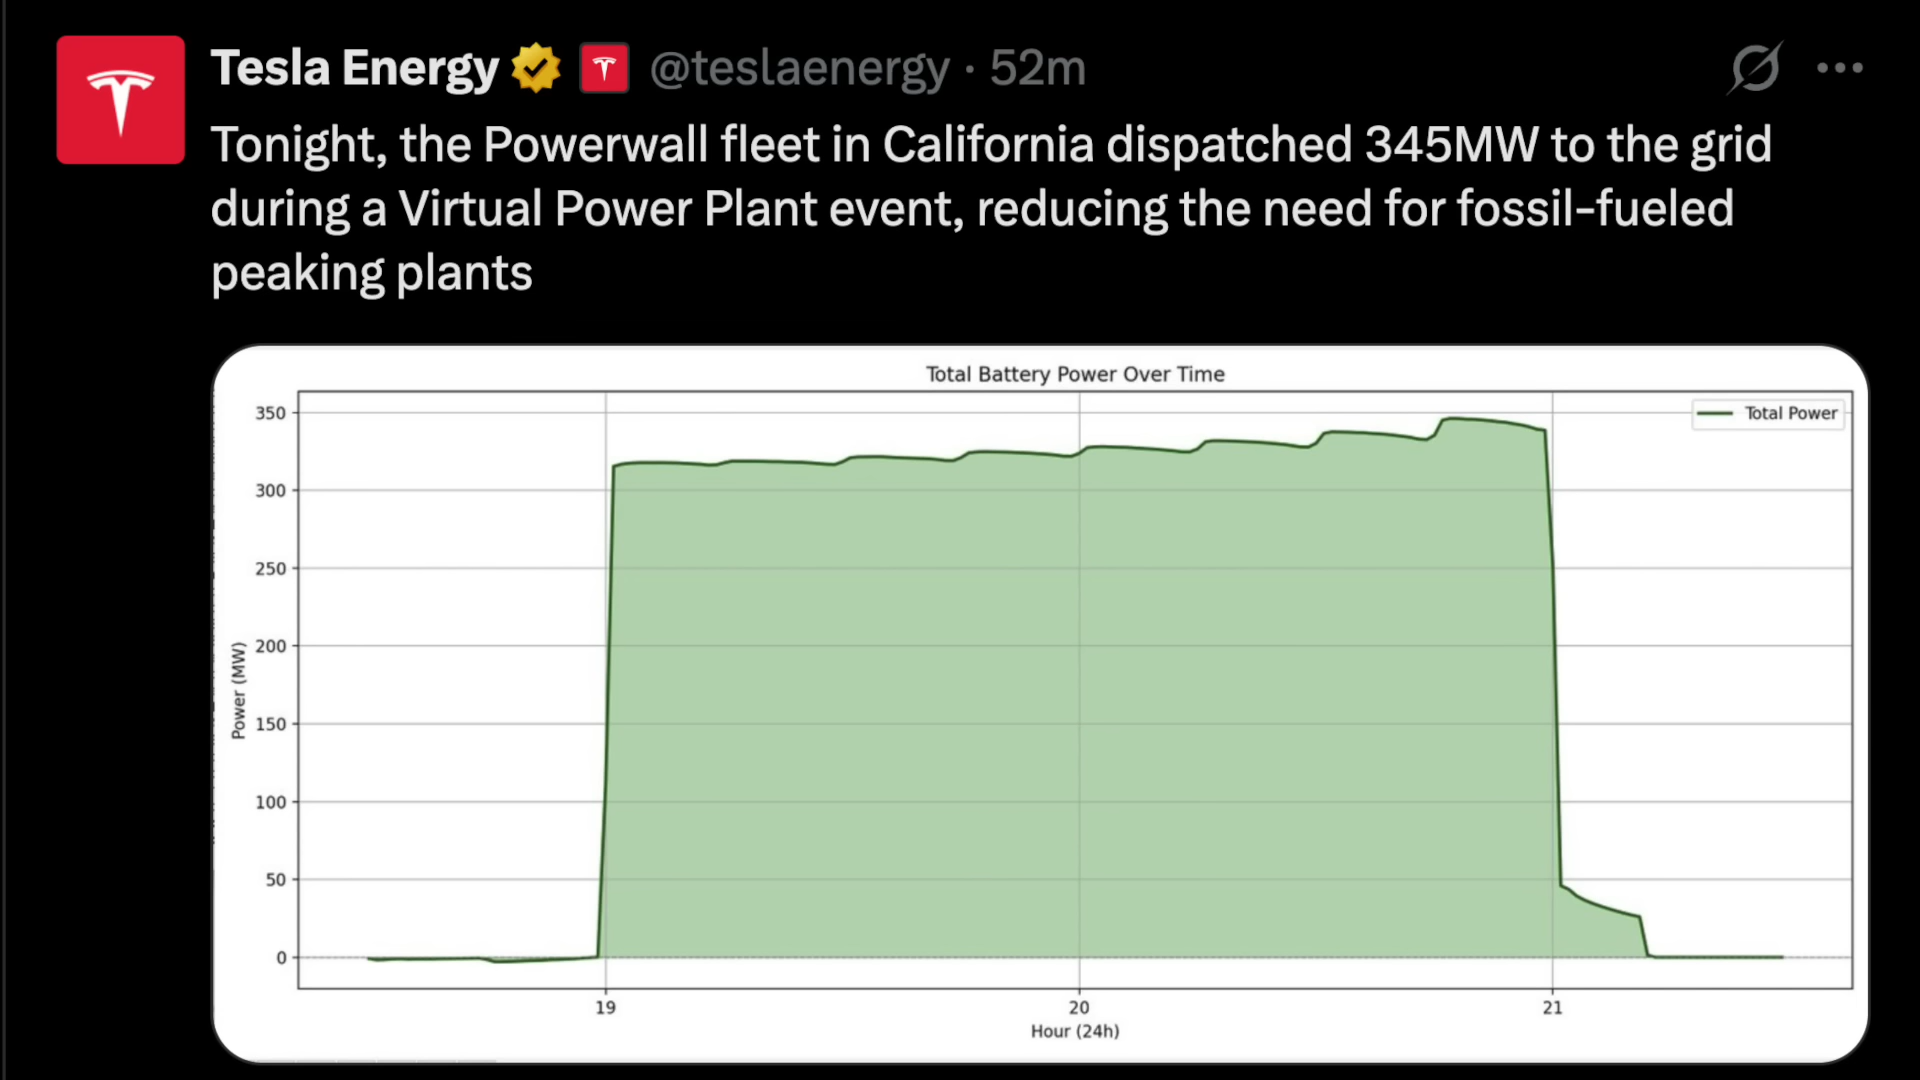 Tesla Energy @teslaenergy · 52m
Tonight, the Powerwall fleet in California dispatched 345MW to the grid
during a Virtual Power Plant event, reducing the need for fossil-fueled
peaking plants
Total Battery Power Over Time
Total Power
350
300
250
200
150
100
50
0
Power (MW)
19 20 21
Hour (24h)